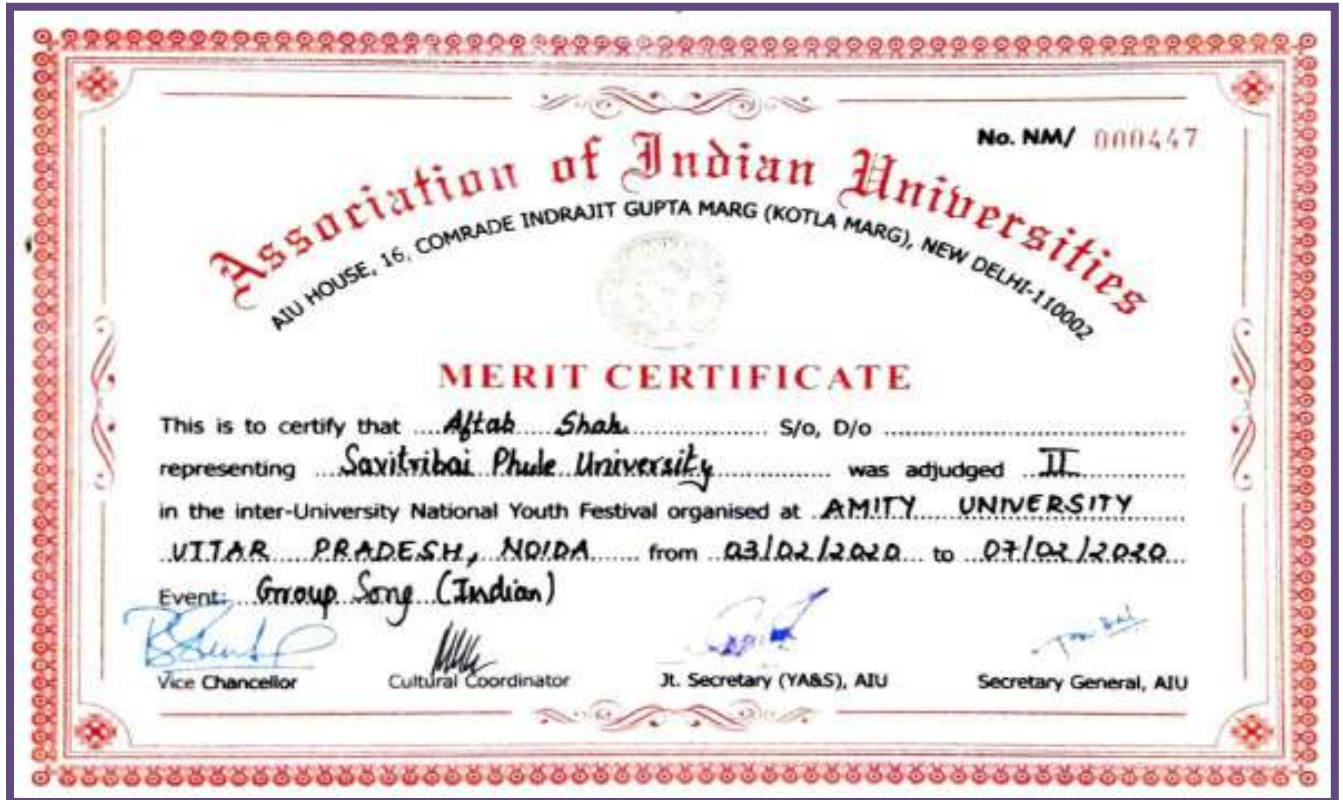 No. NM/ 000447
Association of Indian Universities
AIU HOUSE, 16, COMRADE INDRAJIT GUPTA MARG (KOTLA MARG), NEW DELHI-110002
MERIT CERTIFICATE
This is to certify that Aftab Shah S/o, D/o
representing Savitribai Phule University was adjudged II
in the inter-University National Youth Festival organised at AMITY UNIVERSITY
UTTAR PRADESH, NOIDA from 03/02/2020 to 07/02/2020
Event: Group Song (Indian)
Vice Chancellor Cultural Coordinator Jt. Secretary (YA&S), AIU Secretary General, AIU